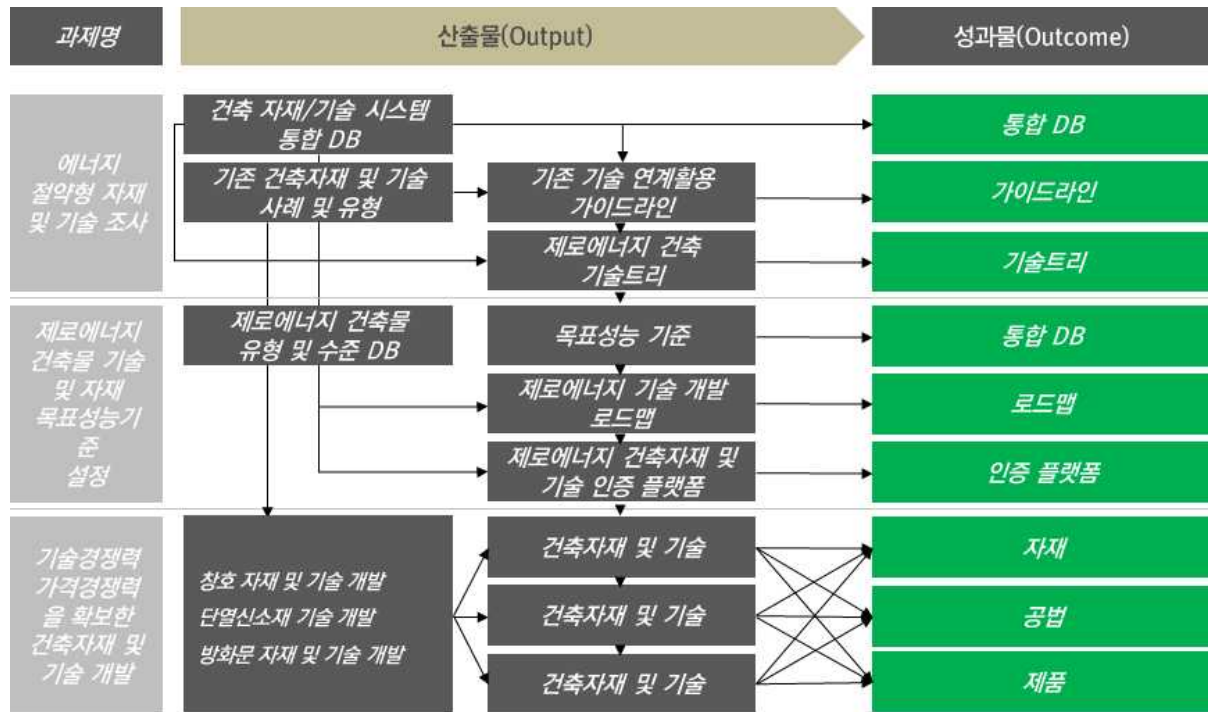 과제명
산출물(Output)
성과물(Outcome)
에너지
절약형 자재
및 기술 조사
건축 자재/기술 시스템
통합 DB
기존 건축자재 및 기술
사례 및 유형
기존 기술 연계활용
가이드라인
제로에너지 건축
기술트리
통합 DB
가이드라인
기술트리
제로에너지
건축물 기술
및 자재
목표성능기
준
설정
제로에너지 건축물
유형 및 수준 DB
목표성능 기준
제로에너지 기술 개발
로드맵
제로에너지 건축자재 및
기술 인증 플랫폼
통합 DB
로드맵
인증 플랫폼
기술경쟁력
가격경쟁력
을 확보한
건축자재 및
기술 개발
창호 자재 및 기술 개발
단열신소재 기술 개발
방화문 자재 및 기술 개발
건축자재 및 기술
건축자재 및 기술
건축자재 및 기술
자재
공법
제품